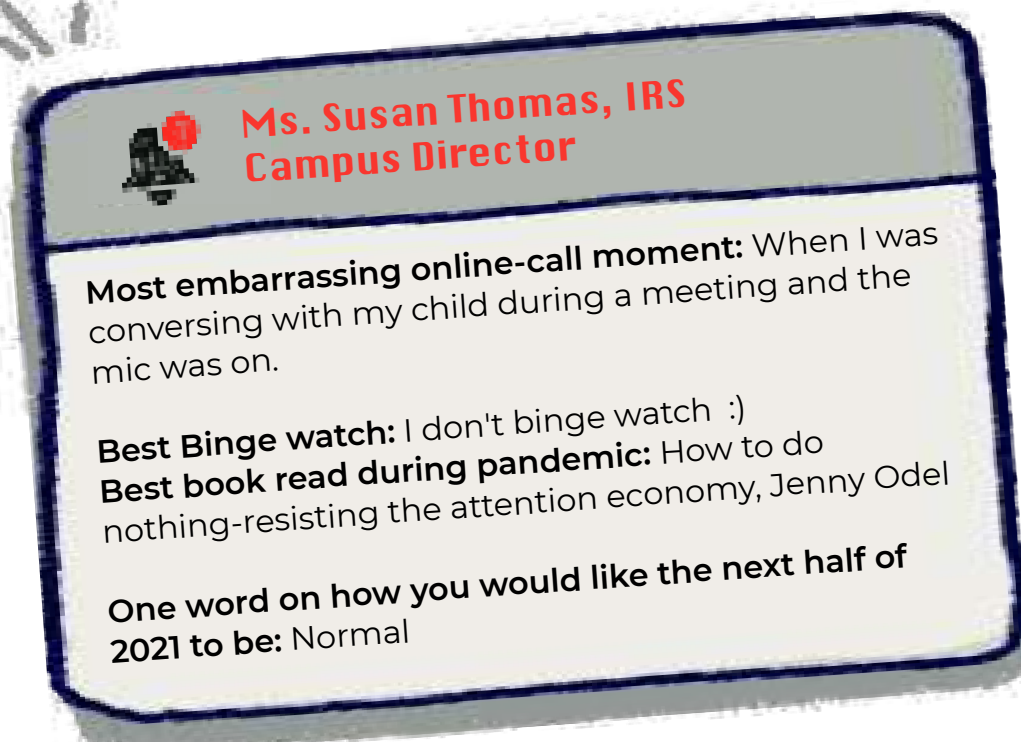 Ms. Susan Thomas, IRS
Campus Director
Most embarrassing online-call moment: When I was
conversing with my child during a meeting and the
mic was on.
Best Binge watch: I don't binge watch :)
Best book read during pandemic: How to do
nothing-resisting the attention economy, Jenny Odel
One word on how you would like the next half of
2021 to be: Normal